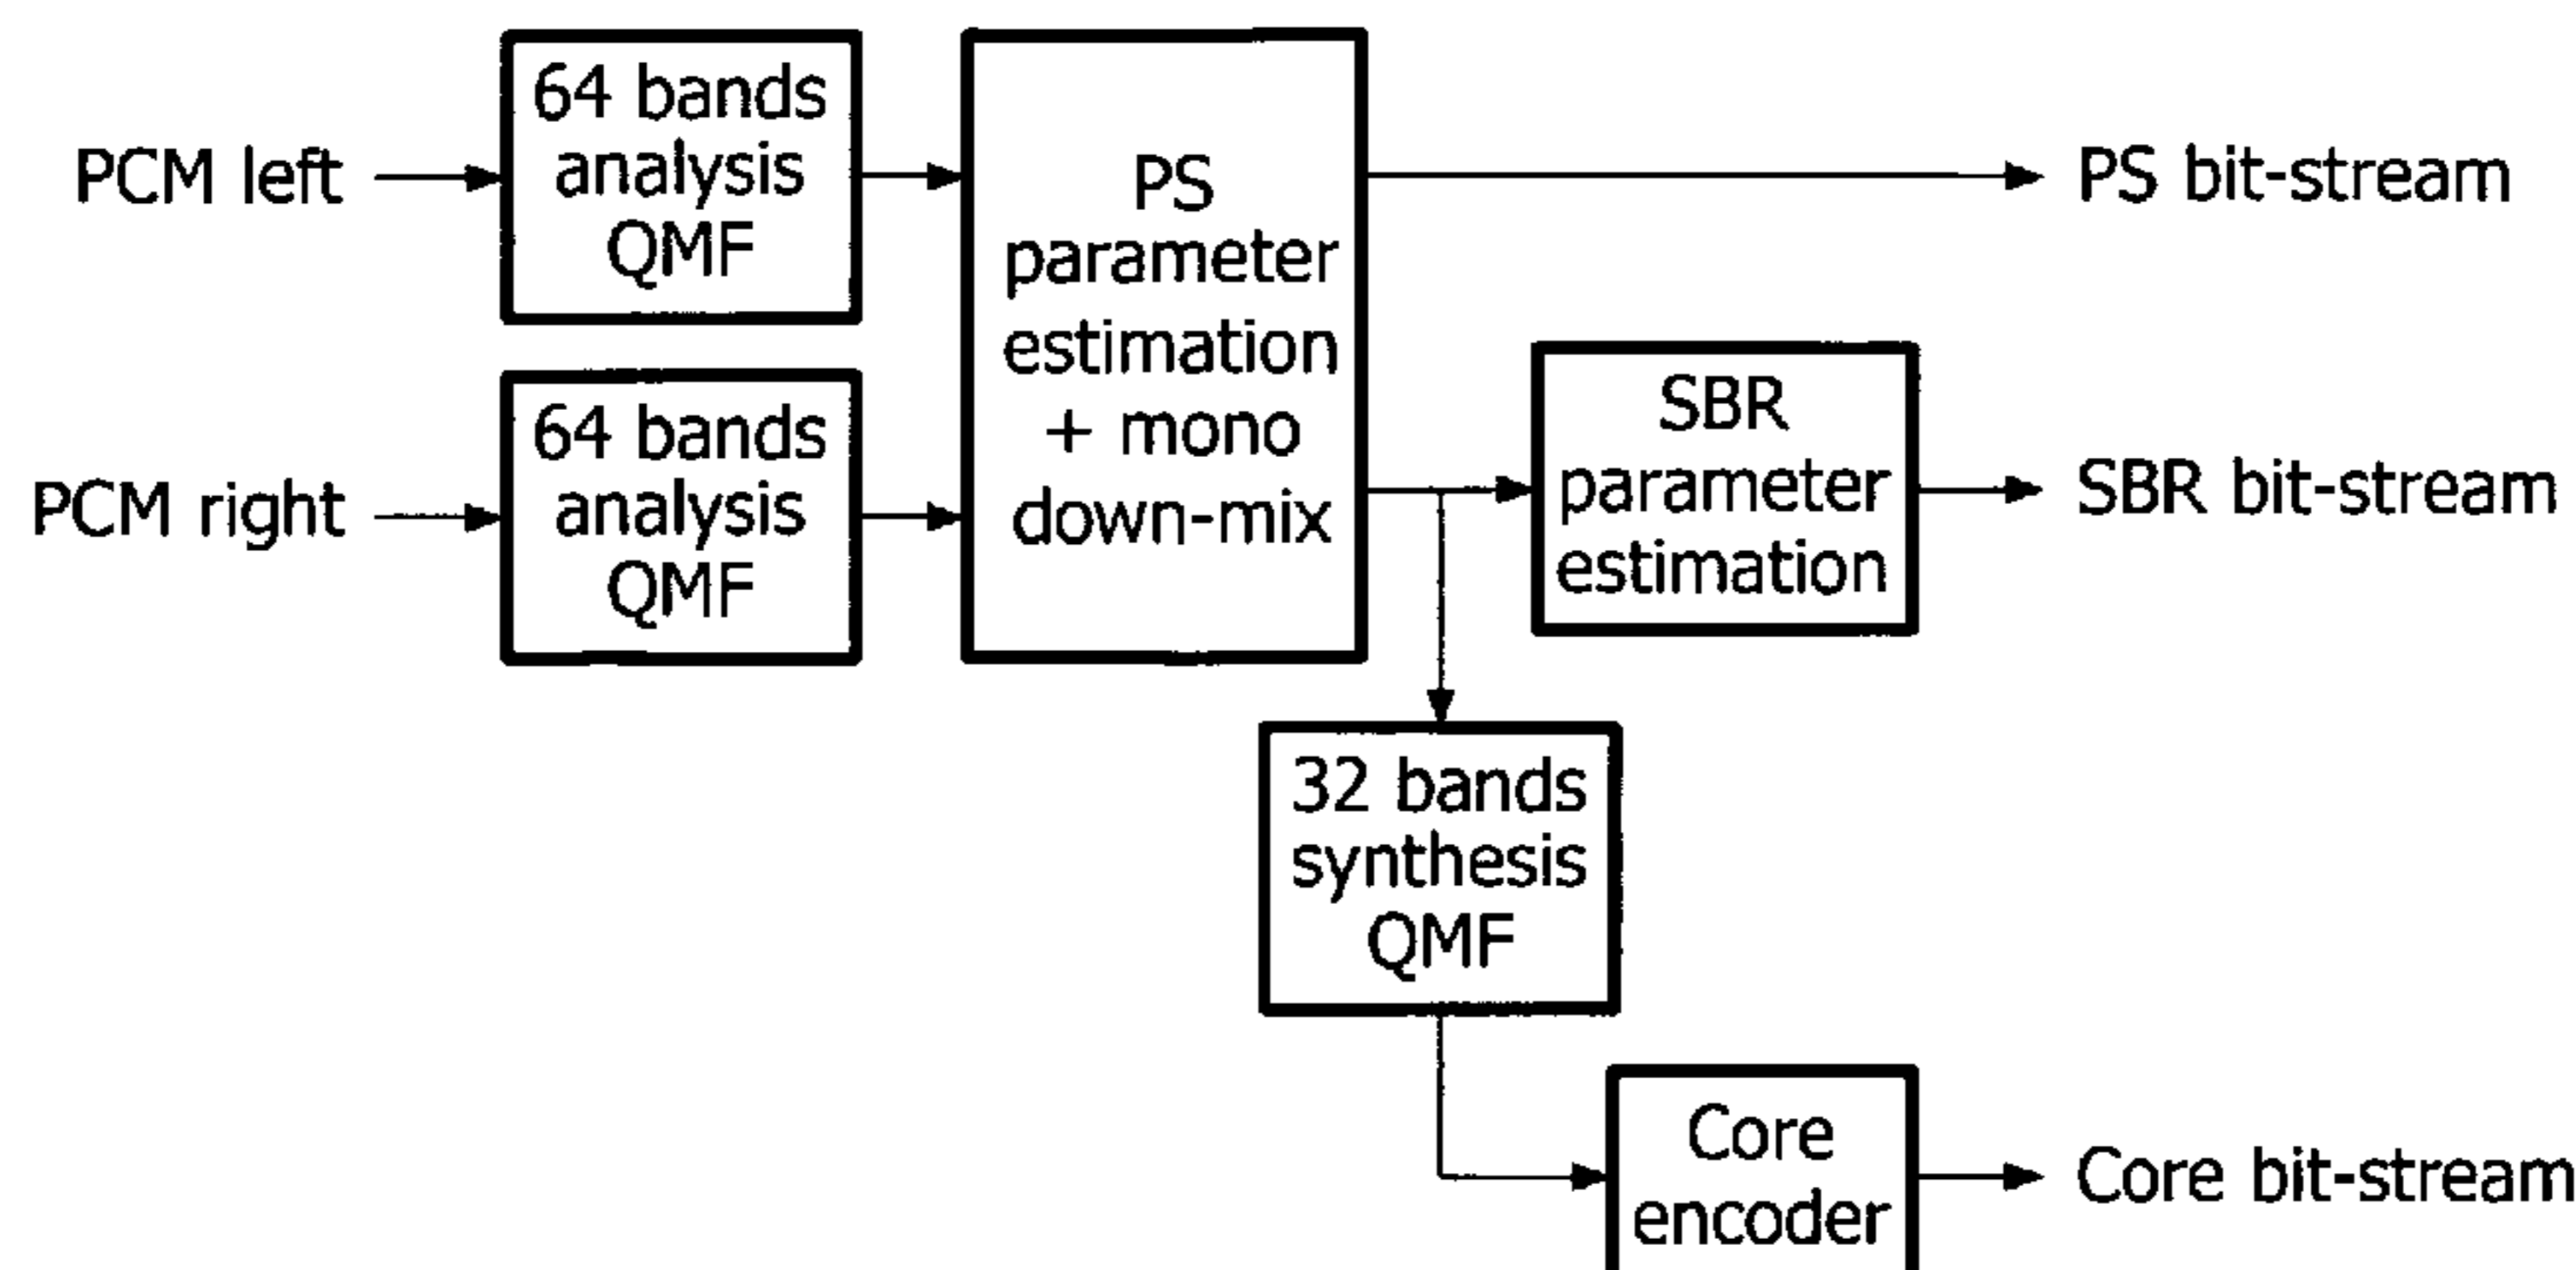 PCM left
64 bands
analysis
QMF
PCM right
64 bands
analysis
QMF
PS
parameter
estimation
+ mono
down-mix
PS bit-stream
SBR
parameter
estimation
SBR bit-stream
32 bands
synthesis
QMF
Core
encoder
Core bit-stream